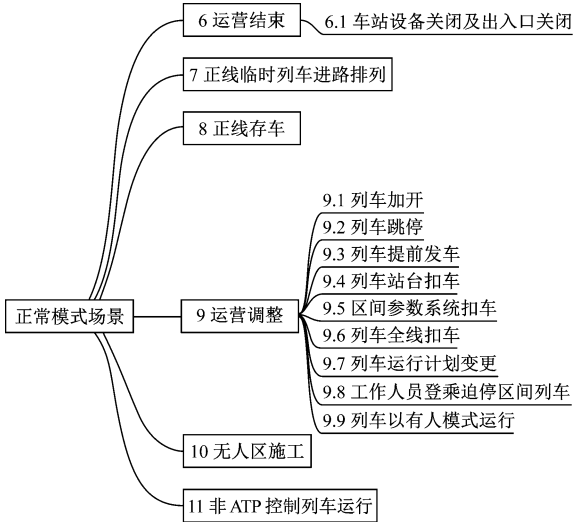 6 运营结束
6.1 车站设备关闭及出入口关闭
7 正线临时列车进路排列
8 正线存车
正常模式场景
9 运营调整
9.1 列车加开
9.2 列车跳停
9.3 列车提前发车
9.4 列车站台扣车
9.5 区间参数系统扣车
9.6 列车全线扣车
9.7 列车运行计划变更
9.8 工作人员登乘迫停区间列车
9.9 列车以有人模式运行
10 无人区施工
11 非 ATP 控制列车运行